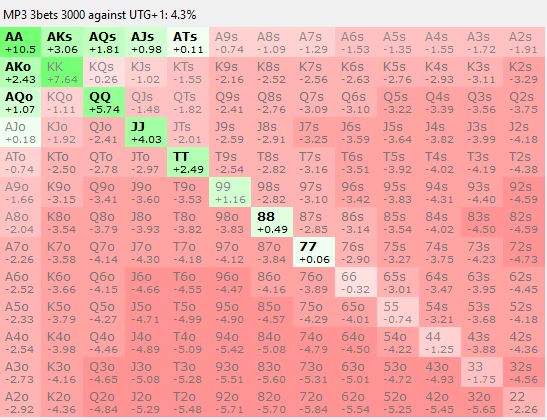 MP3 3bets 3000 against UTG+1: 4.3%
AA AKs AQs AJs ATs A9s A8s A7s A6s A5s A4s A3s A2s
+10.5 +3.06 +1.81 +0.98 +0.11 -0.74 -1.09 -1.29 -1.53 -1.35 -1.55 -1.72 -1.91
AKo KK KQs KJs KTs K9s K8s K7s K6s K5s K4s K3s K2s
+2.43 +7.64 -0.26 -1.02 -1.55 -2.16 -2.52 -2.56 -2.63 -2.76 -2.93 -3.11 -3.29
AQo KQo QQ QJs QTs Q9s Q8s Q7s Q6s Q5s Q4s Q3s Q2s
+1.07 -1.11 +5.74 -1.48 -1.82 -2.41 -2.76 -3.09 -3.10 -3.22 -3.39 -3.56 -3.75
AJo KJo QJo JJ JTs J9s J8s J7s J6s J5s J4s J3s J2s
+0.18 -1.92 -2.41 +4.03 -2.01 -2.59 -2.91 -3.25 -3.59 -3.64 -3.82 -3.99 -4.18
ATo KTo QTo JTo TT T9s T8s T7s T6s T5s T4s T3s T2s
-0.74 -2.50 -2.78 -2.97 +2.49 -2.54 -2.82 -3.16 -3.51 -3.92 -4.02 -4.19 -4.38
A9o K9o Q9o J9o T9o 99 98s 97s 96s 95s 94s 93s 92s
-1.66 -3.15 -3.41 -3.60 -3.53 +1.16 -2.82 -3.10 -3.42 -3.83 -4.31 -4.40 -4.59
A8o K8o Q8o J8o T8o 98o 88 87s 86s 85s 84s 83s 82s
-2.04 -3.54 -3.79 -3.93 -3.82 -3.83 +0.49 -2.85 -3.14 -3.54 -4.02 -4.50 -4.59
A7o K7o Q7o J7o T7o 97o 87o 77 76s 75s 74s 73s 72s
-2.26 -3.58 -4.14 -4.30 -4.18 -4.12 -3.84 +0.06 -2.90 -3.27 -3.75 -4.23 -4.73
A6o K6o Q6o J6o T6o 96o 86o 76o 66 65s 64s 63s 62s
-2.52 -3.66 -4.15 -4.66 -4.55 -4.47 -4.16 -3.89 -0.32 -3.01 -3.47 -3.95 -4.45
A5o K5o Q5o J5o T5o 95o 85o 75o 65o 55 54s 53s 52s
-2.33 -3.79 -4.27 -4.71 -4.99 -4.90 -4.57 -4.29 -4.01 -0.74 -3.21 -3.68 -4.18
A4o K4o Q4o J4o T4o 94o 84o 74o 64o 54o 44 43s 42s
-2.54 -3.98 -4.46 -4.89 -5.09 -5.42 -5.08 -4.79 -4.50 -4.22 -1.25 -3.88 -4.36
A3o K3o Q3o J3o T3o 93o 83o 73o 63o 53o 43o 33 32s
-2.73 -4.16 -4.65 -5.08 -5.28 -5.51 -5.60 -5.31 -5.01 -4.72 -4.93 -1.75 -4.56
A2o K2o Q2o J2o T2o 92o 82o 72o 62o 52o 42o 32o 22
-2.92 -4.36 -4.84 -5.29 -5.48 -5.71 -5.70 -5.84 -5.54 -5.25 -5.45 -5.66 -2.26